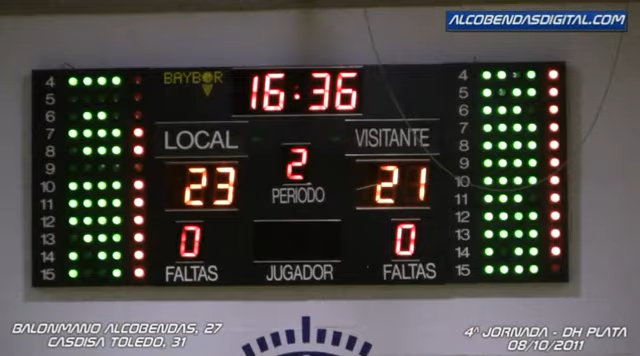 ALCOBENDASDIGITAL.COM
BAYBOR
16:36
LOCAL
VISITANTE
2
23
21
PERIODO
0
0
FALTAS
JUGADOR
FALTAS
4
5
6
7
8
9
10
11
12
13
14
15
4
5
6
7
8
9
10
11
12
13
14
15
BALONMANO ALCOBENDAS, 27
CASDISA TOLEDO, 31
4ª JORNADA - DH PLATA
08/10/2011